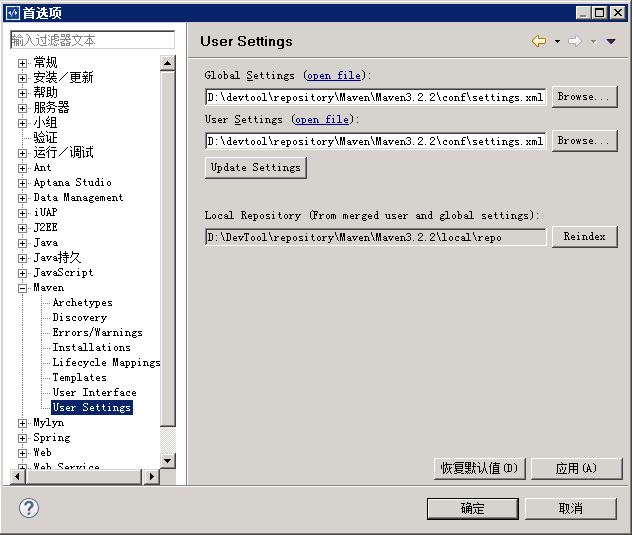 首选项
输入过滤器文本
常规
安装／更新
帮助
服务器
小组
验证
运行／调试
Ant
Aptana Studio
Data Management
iUAP
J2EE
Java
Java持久
JavaScript
Maven
Archetypes
Discovery
Errors/Warnings
Installations
Lifecycle Mappings
Templates
User Interface
User Settings
Mylyn
Spring
Web
Web Service
User Settings
Global Settings (open file):
D:\devtool\repository\Maven\Maven3.2.2\conf\settings.xml
Browse...
User Settings (open file):
D:\devtool\repository\Maven\Maven3.2.2\conf\settings.xml
Browse...
Update Settings
Local Repository (From merged user and global settings):
D:\DevTool\repository\Maven\Maven3.2.2\local\repo
Reindex
恢复默认值(D)
应用(A)
?
确定
取消